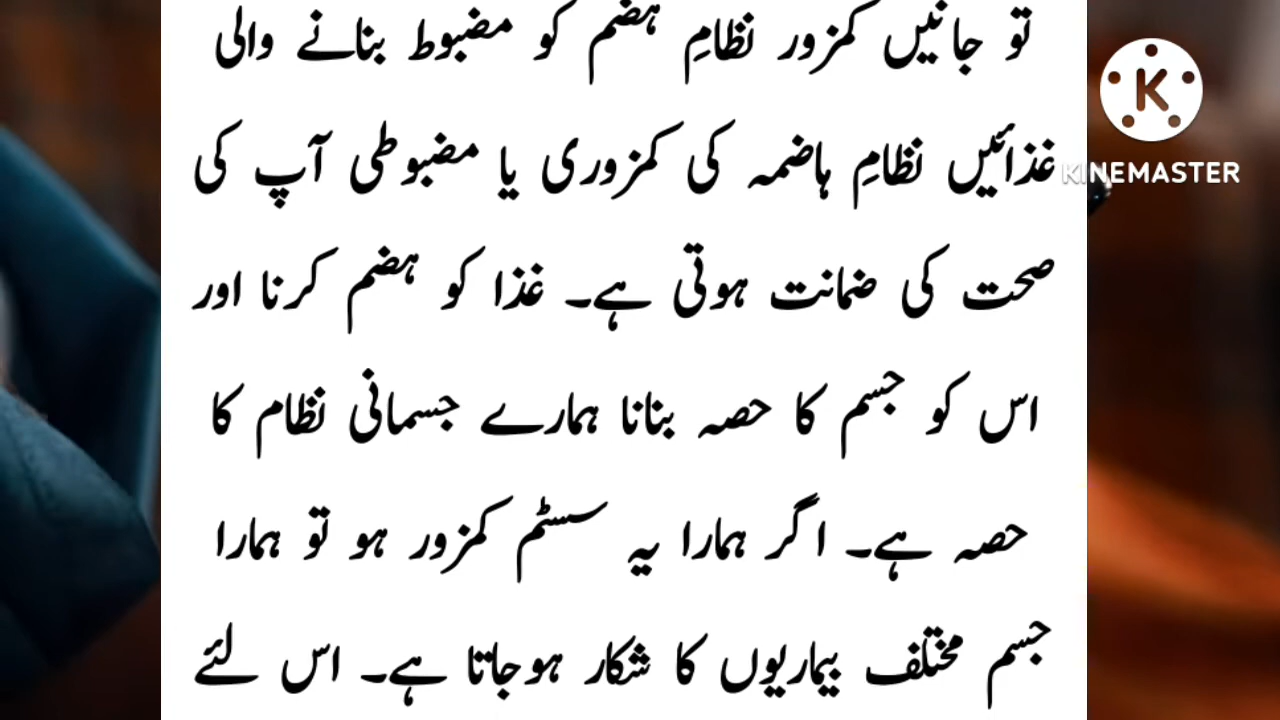 تو جانیں کمزور نظامِ ہضم کو مضبوط بنانے والی
غذائیں نظامِ ہاضمہ کی کمزوری یا مضبوطی آپ کی
صحت کی ضمانت ہوتی ہے۔ غذا کو ہضم کرنا اور
اس کو جسم کا حصہ بنانا ہمارے جسمانی نظام کا
حصہ ہے۔ اگر ہمارا یہ سسٹم کمزور ہو تو ہمارا
جسم مختلف بیماریوں کا شکار ہوجاتا ہے۔ اس لئے
K
KINEMASTER